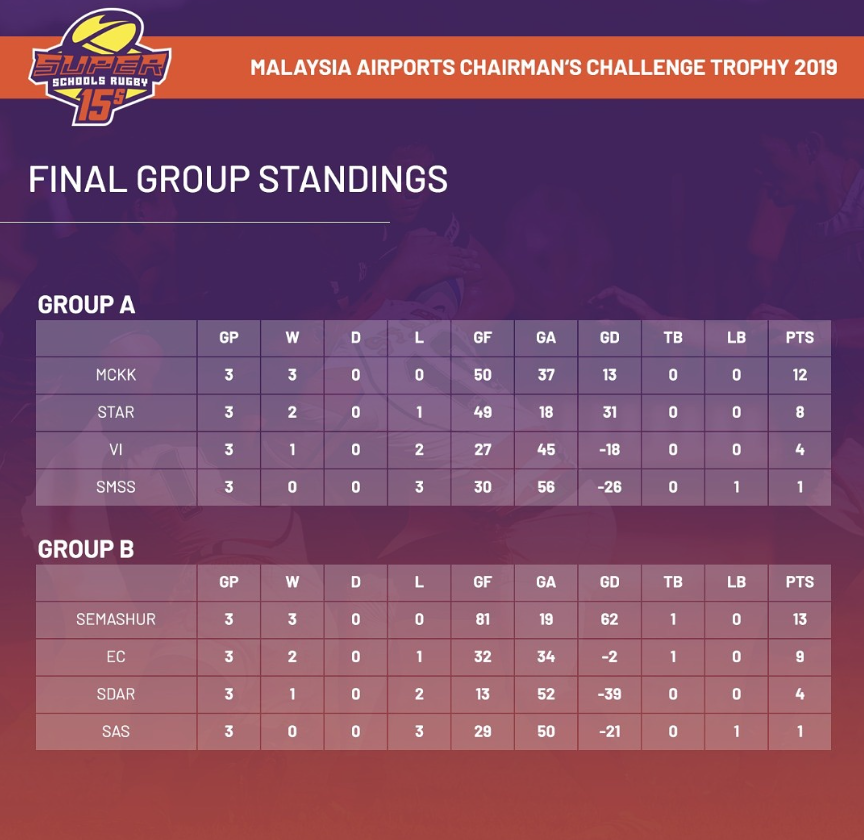 SUPER
SCHOOLS RUGBY
15s
MALAYSIA AIRPORTS CHAIRMAN'S CHALLENGE TROPHY 2019
FINAL GROUP STANDINGS
GROUP A
GP W D L GF GA GD TB LB PTS
MCKK 3 3 0 0 50 37 13 0 0 12
STAR 3 2 0 1 49 18 31 0 0 8
VI 3 1 0 2 27 45 -18 0 0 4
SMSS 3 0 0 3 30 56 -26 0 1 1
GROUP B
GP W D L GF GA GD TB LB PTS
SEMASHUR 3 3 0 0 81 19 62 1 0 13
EC 3 2 0 1 32 34 -2 1 0 9
SDAR 3 1 0 2 13 52 -39 0 0 4
SAS 3 0 0 3 29 50 -21 0 1 1